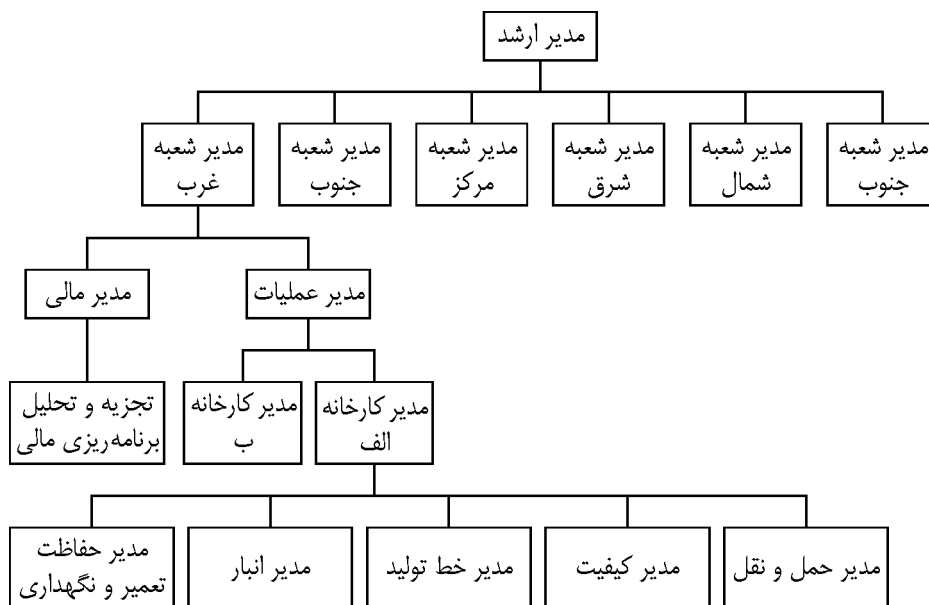 مدیر ارشد
مدیر شعبه
جنوب
مدیر شعبه
شمال
مدیر شعبه
شرق
مدیر شعبه
مرکز
مدیر شعبه
جنوب
مدیر شعبه
غرب
مدیر عملیات
مدیر مالی
مدیر کارخانه
الف
مدیر کارخانه
ب
تجزیه و تحلیل
برنامه‌ریزی مالی
مدیر حمل و نقل
مدیر کیفیت
مدیر خط تولید
مدیر انبار
مدیر حفاظت
تعمیر و نگهداری